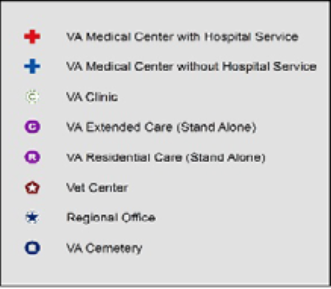 VA Medical Center with Hospital Service
VA Medical Center without Hospital Service
C VA Clinic
VA Extended Care (Stand Alone)
R VA Residential Care (Stand Alone)
Vet Center
Regional Office
VA Cemetery